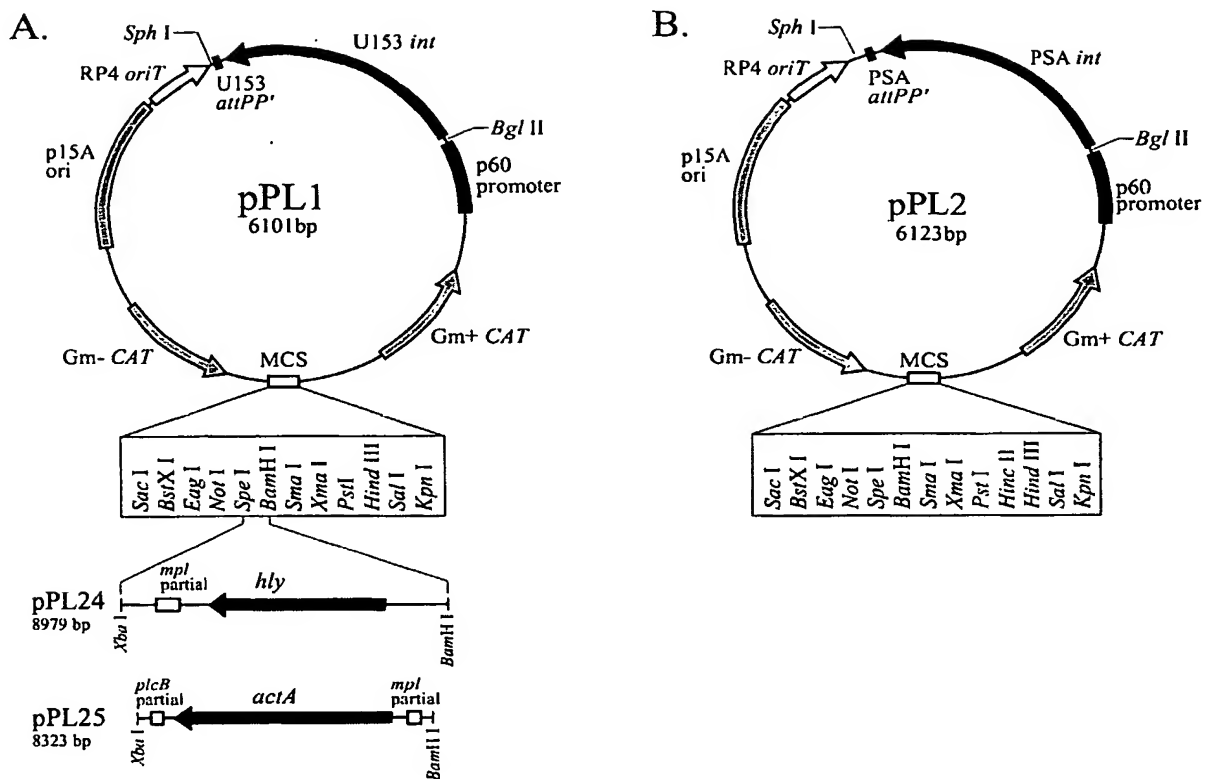 A.
Sph I
U153 int
RP4 oriT
U153
attPP'
Bgl II
p15A
ori
p60
promoter
pPL1
6101bp
Gm- CAT
MCS
Gm+ CAT
Sac I
BstX I
Eag I
Not I
Spe I
BamH I
Sma I
Xma I
Pst I
Hind III
Sal I
Kpn I
pPL24
8979 bp
mpl
partial
hly
Xba I
BamH I
pPL25
8323 bp
plcB
partial
actA
mpl
partial
Xba I
BamH I
B.
Sph I
PSA int
RP4 oriT
PSA
attPP'
Bgl II
p15A
ori
p60
promoter
pPL2
6123bp
Gm- CAT
MCS
Gm+ CAT
Sac I
BstX I
Eag I
Not I
Spe I
BamH I
Sma I
Xma I
Pst I
Hinc II
Hind III
Sal I
Kpn I